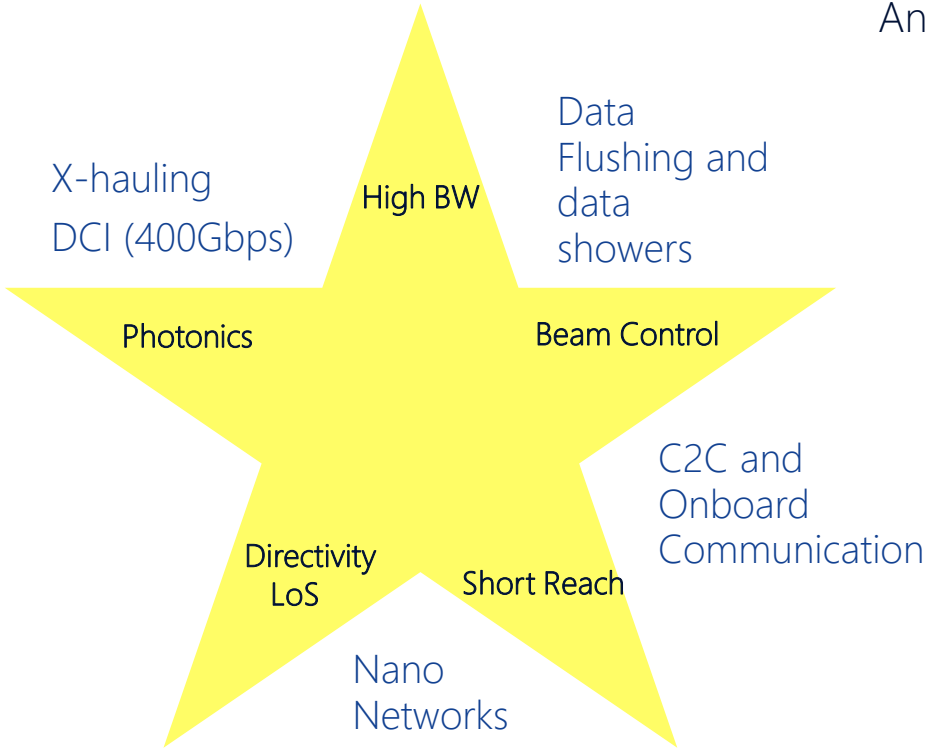 An
Data
Flushing and
data
showers
X-hauling
DCI (400Gbps)
High BW
Photonics
Beam Control
C2C and
Onboard
Communication
Directivity
LoS
Short Reach
Nano
Networks